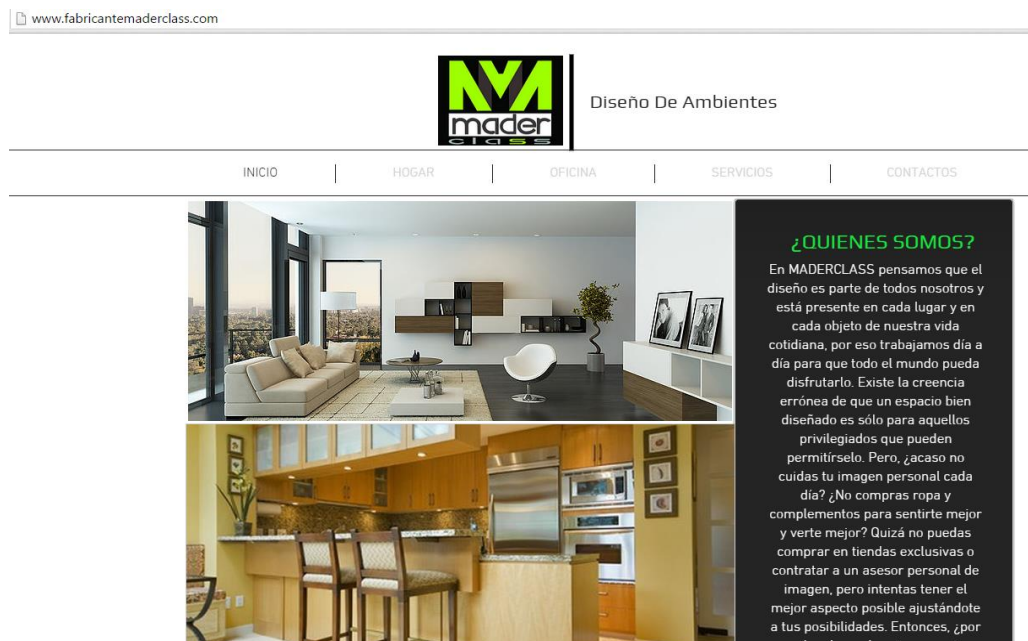 www.fabricantemaderclass.com
mader
class
Diseño De Ambientes
INICIO
HOGAR
OFICINA
SERVICIOS
CONTACTOS
¿QUIENES SOMOS?
En MADERCLASS pensamos que el
diseño es parte de todos nosotros y
está presente en cada lugar y en
cada objeto de nuestra vida
cotidiana, por eso trabajamos día a
día para que todo el mundo pueda
disfrutarlo. Existe la creencia
errónea de que un espacio bien
diseñado es sólo para aquellos
privilegiados que pueden
permitírselo. Pero, ¿acaso no
cuidas tu imagen personal cada
día? ¿No compras ropa y
complementos para sentirte mejor
y verte mejor? Quizá no puedas
comprar en tiendas exclusivas o
contratar a un asesor personal de
imagen, pero intentas tener el
mejor aspecto posible ajustándote
a tus posibilidades. Entonces, ¿por